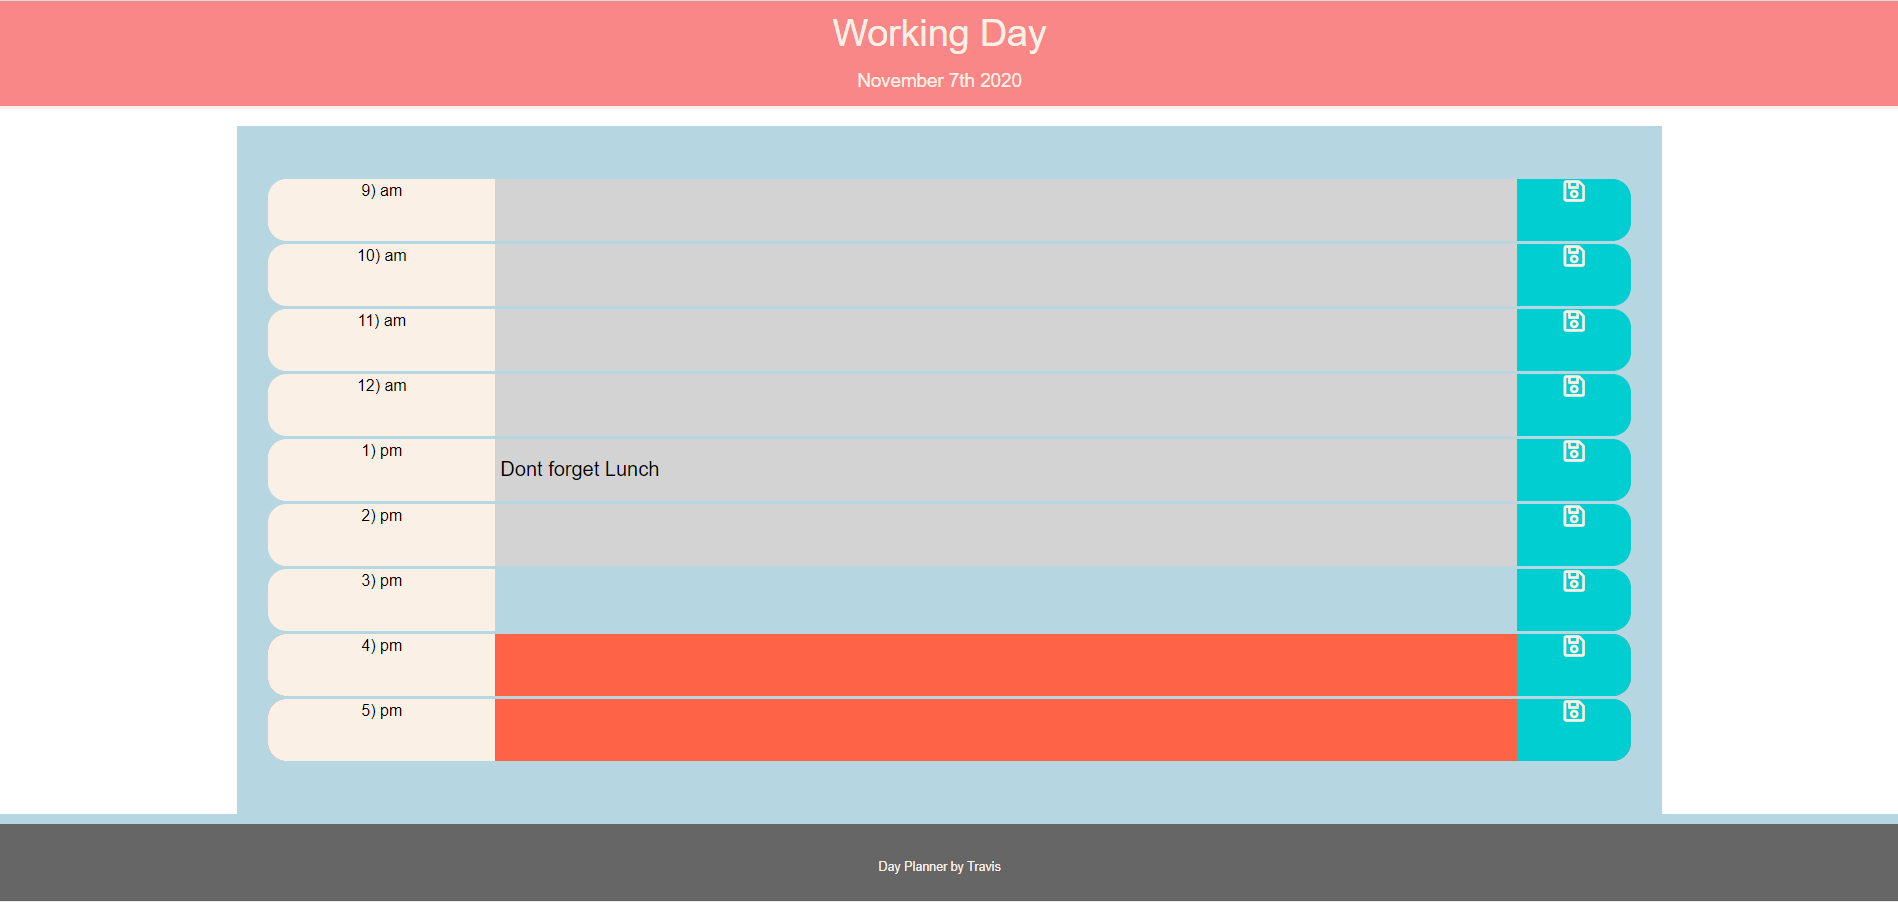 Working Day
November 7th 2020
9) am
10) am
11) am
12) am
1) pm
Dont forget Lunch
2) pm
3) pm
4) pm
5) pm
Day Planner by Travis